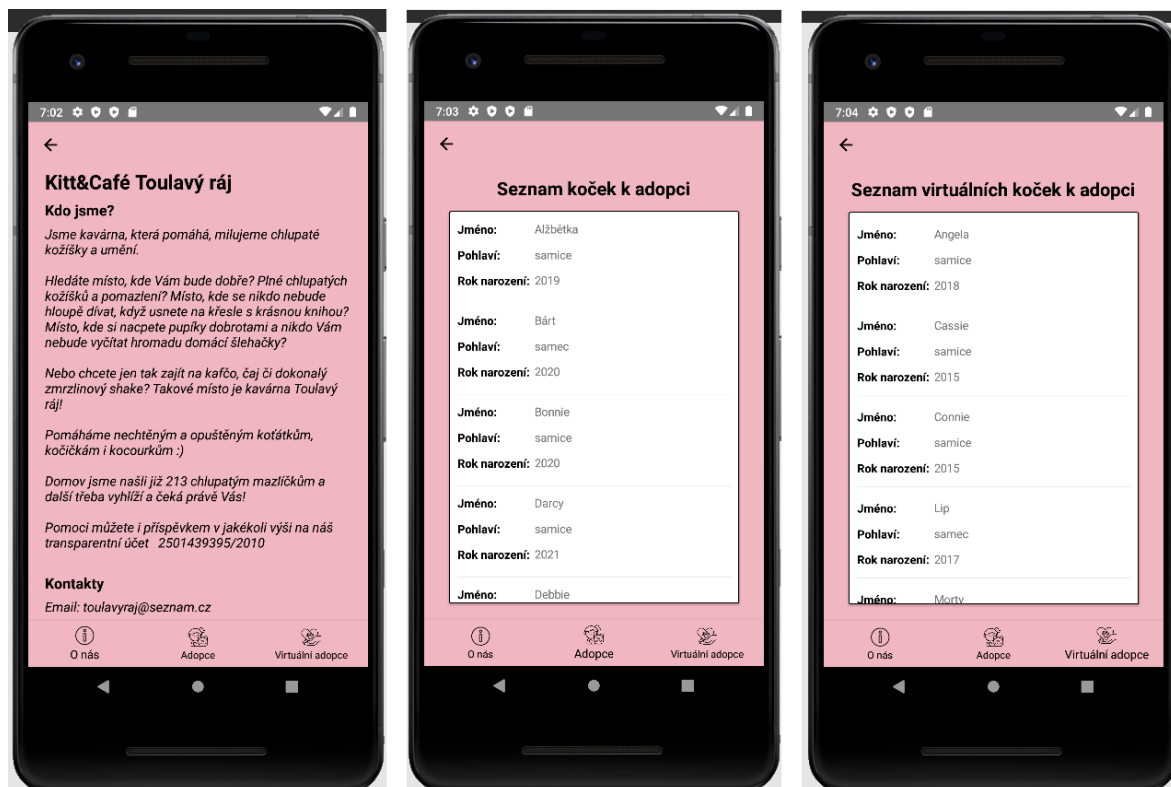 7:02
Kitt&Café Toulavý ráj
Kdo jsme?
Jsme kavárna, která pomáhá, milujeme chlupaté
kožíšky a umění.
Hledáte místo, kde Vám bude dobře? Plné chlupatých
kožíšků a pomazlení? Místo, kde se nikdo nebude
hloupě dívat, když usnete na křesle s krásnou knihou?
Místo, kde si nacpete pupíky dobrotami a nikdo Vám
nebude vyčítat hromadu domácí šlehačky?
Nebo chcete jen tak zajít na kafčo, čaj či dokonalý
zmrzlinový shake? Takové místo je kavárna Toulavý
ráj!
Pomáháme nechtěným a opuštěným koťátkům,
kočičkám i kocourkům :)
Domov jsme našli již 213 chlupatým mazlíčkům a
další třeba vyhlíží a čeká právě Vás!
Pomoci můžete i příspěvkem v jakékoli výši na náš
transparentní účet 2501439395/2010
Kontakty
Email: toulavyraj@seznam.cz
O nás Adopce Virtuální adopce
7:03
Seznam koček k adopci
Jméno: Alžbětka
Pohlaví: samice
Rok narození: 2019
Jméno: Bárt
Pohlaví: samec
Rok narození: 2020
Jméno: Bonnie
Pohlaví: samice
Rok narození: 2020
Jméno: Darcy
Pohlaví: samice
Rok narození: 2021
Jméno: Debbie
O nás Adopce Virtuální adopce
7:04
Seznam virtuálních koček k adopci
Jméno: Angela
Pohlaví: samice
Rok narození: 2018
Jméno: Cassie
Pohlaví: samice
Rok narození: 2015
Jméno: Connie
Pohlaví: samice
Rok narození: 2015
Jméno: Lip
Pohlaví: samec
Rok narození: 2017
Jméno: Morty
O nás Adopce Virtuální adopce